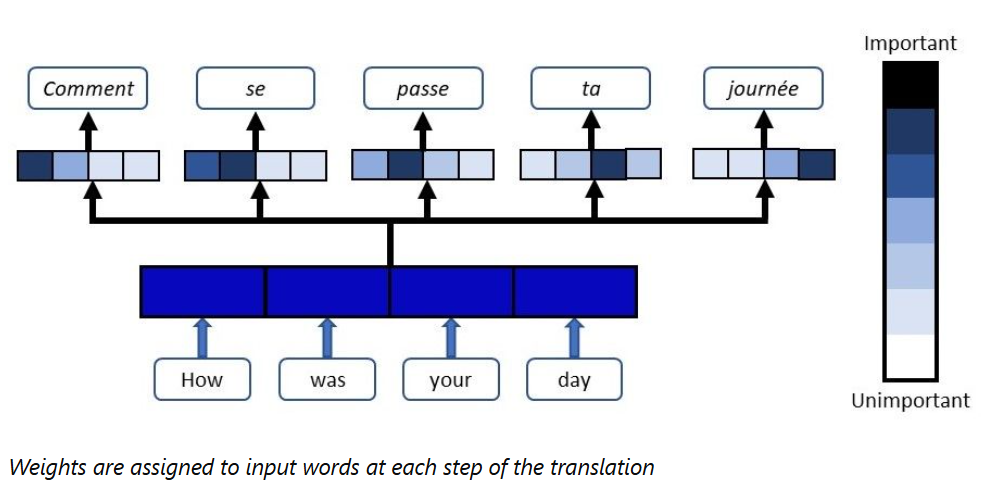 Important
Comment
se
passe
ta
journée
How
was
your
day
Unimportant
Weights are assigned to input words at each step of the translation